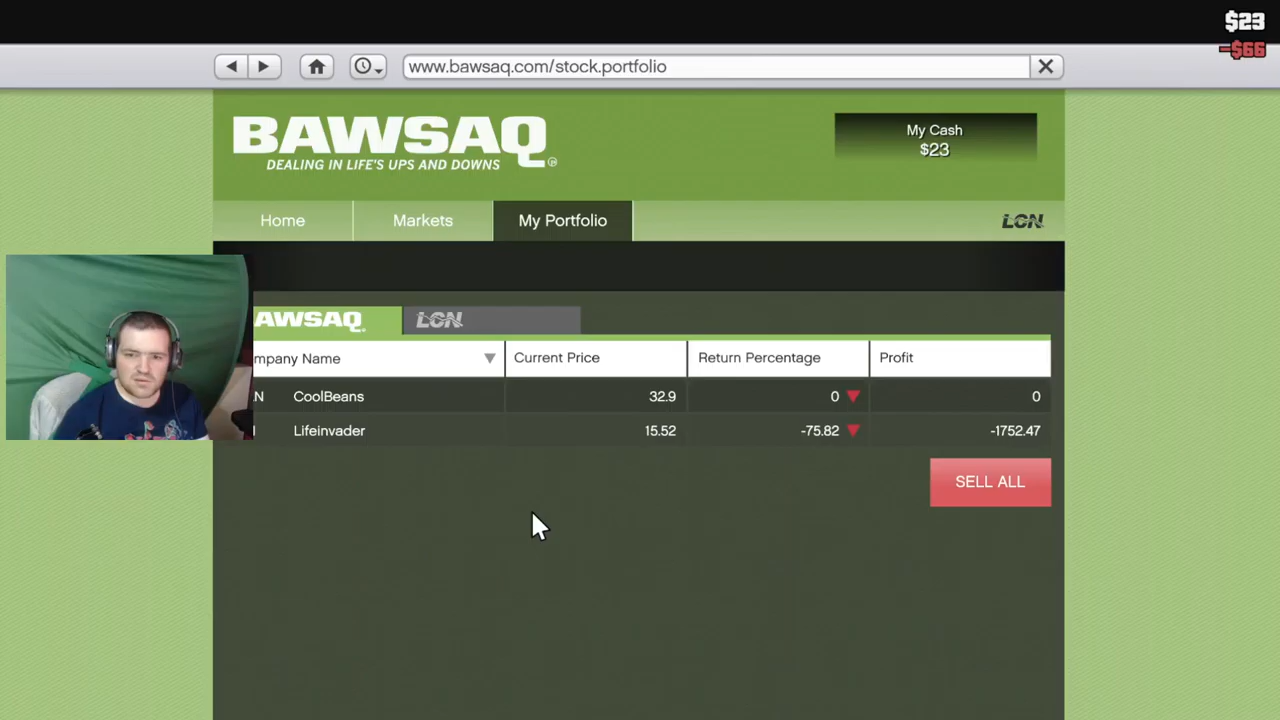 $23
-$66
www.bawsaq.com/stock.portfolio
BAWSAQ
DEALING IN LIFE'S UPS AND DOWNS
My Cash
$23
Home Markets My Portfolio LCN
AWSAQ LCN
mpany Name Current Price Return Percentage Profit
N CoolBeans 32.9 0 0
Lifeinvader 15.52 -75.82 -1752.47
SELL ALL